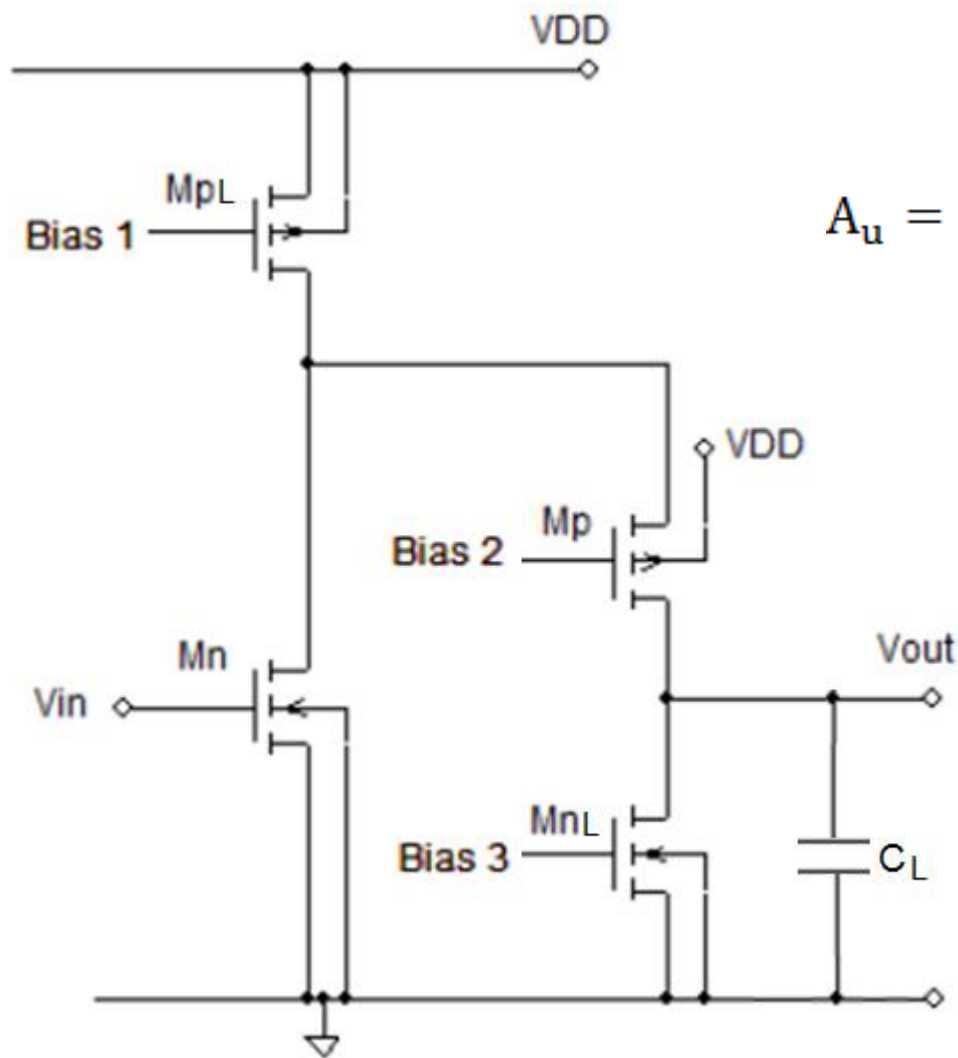 VDD
MpL
Bias 1
Au =
VDD
Mp
Bias 2
Mn
Vout
Vin
MnL
Bias 3
CL